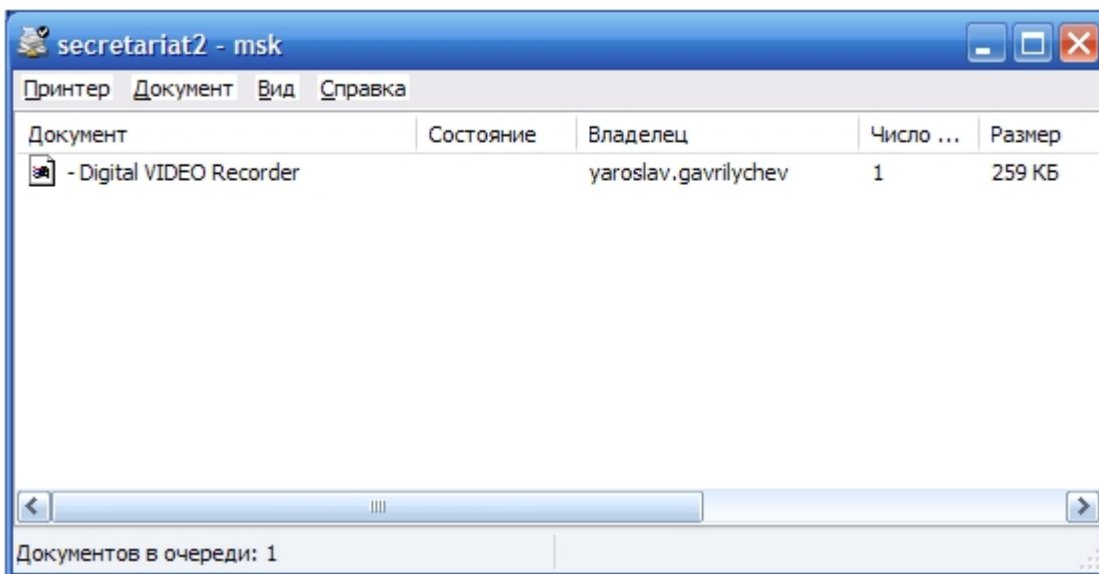 secretariat2 - msk
Принтер Документ Вид Справка
Документ Состояние Владелец Число ... Размер
- Digital VIDEO Recorder yaroslav.gavrilychev 1 259 КБ
Документов в очереди: 1